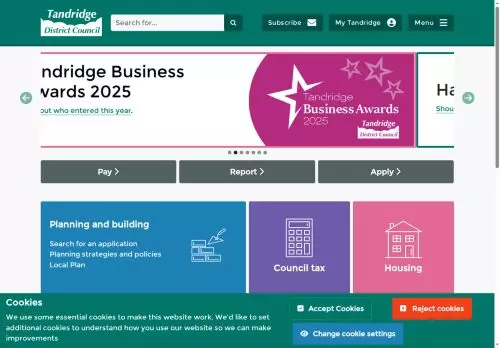 Tandridge
District Council
Search for...
Subscribe
My Tandridge
Menu
ndridge Business
wards 2025
out who entered this year.
Tandridge
Business Awards
2025
Tandridge
District Council
Ha
Shou
Pay
Report
Apply
Planning and building
Search for an application
Planning strategies and policies
Local Plan
Council tax
Housing
Cookies
We use some essential cookies to make this website work. We'd like to set
additional cookies to understand how you use our website so we can make
improvements
Accept Cookies
Reject cookies
Change cookie settings